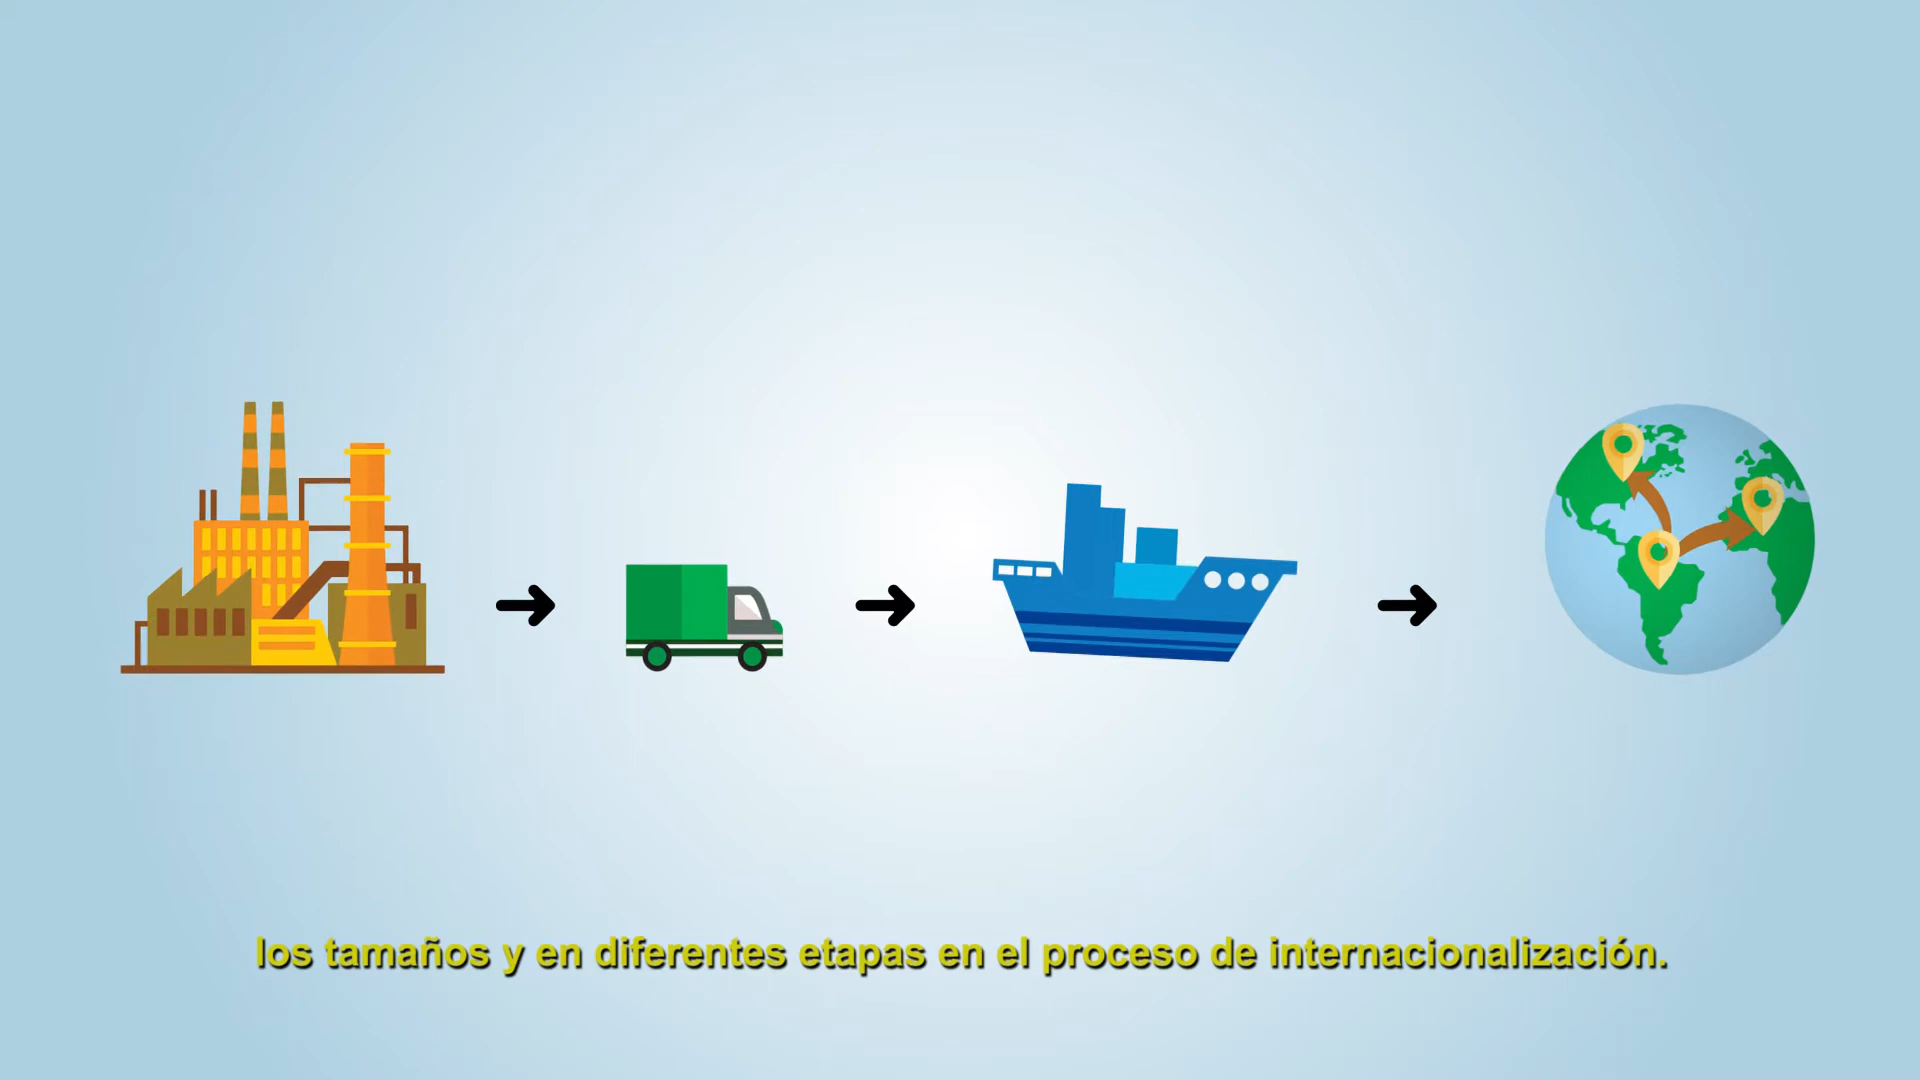 los tamaños y en diferentes etapas en el proceso de internacionalización.